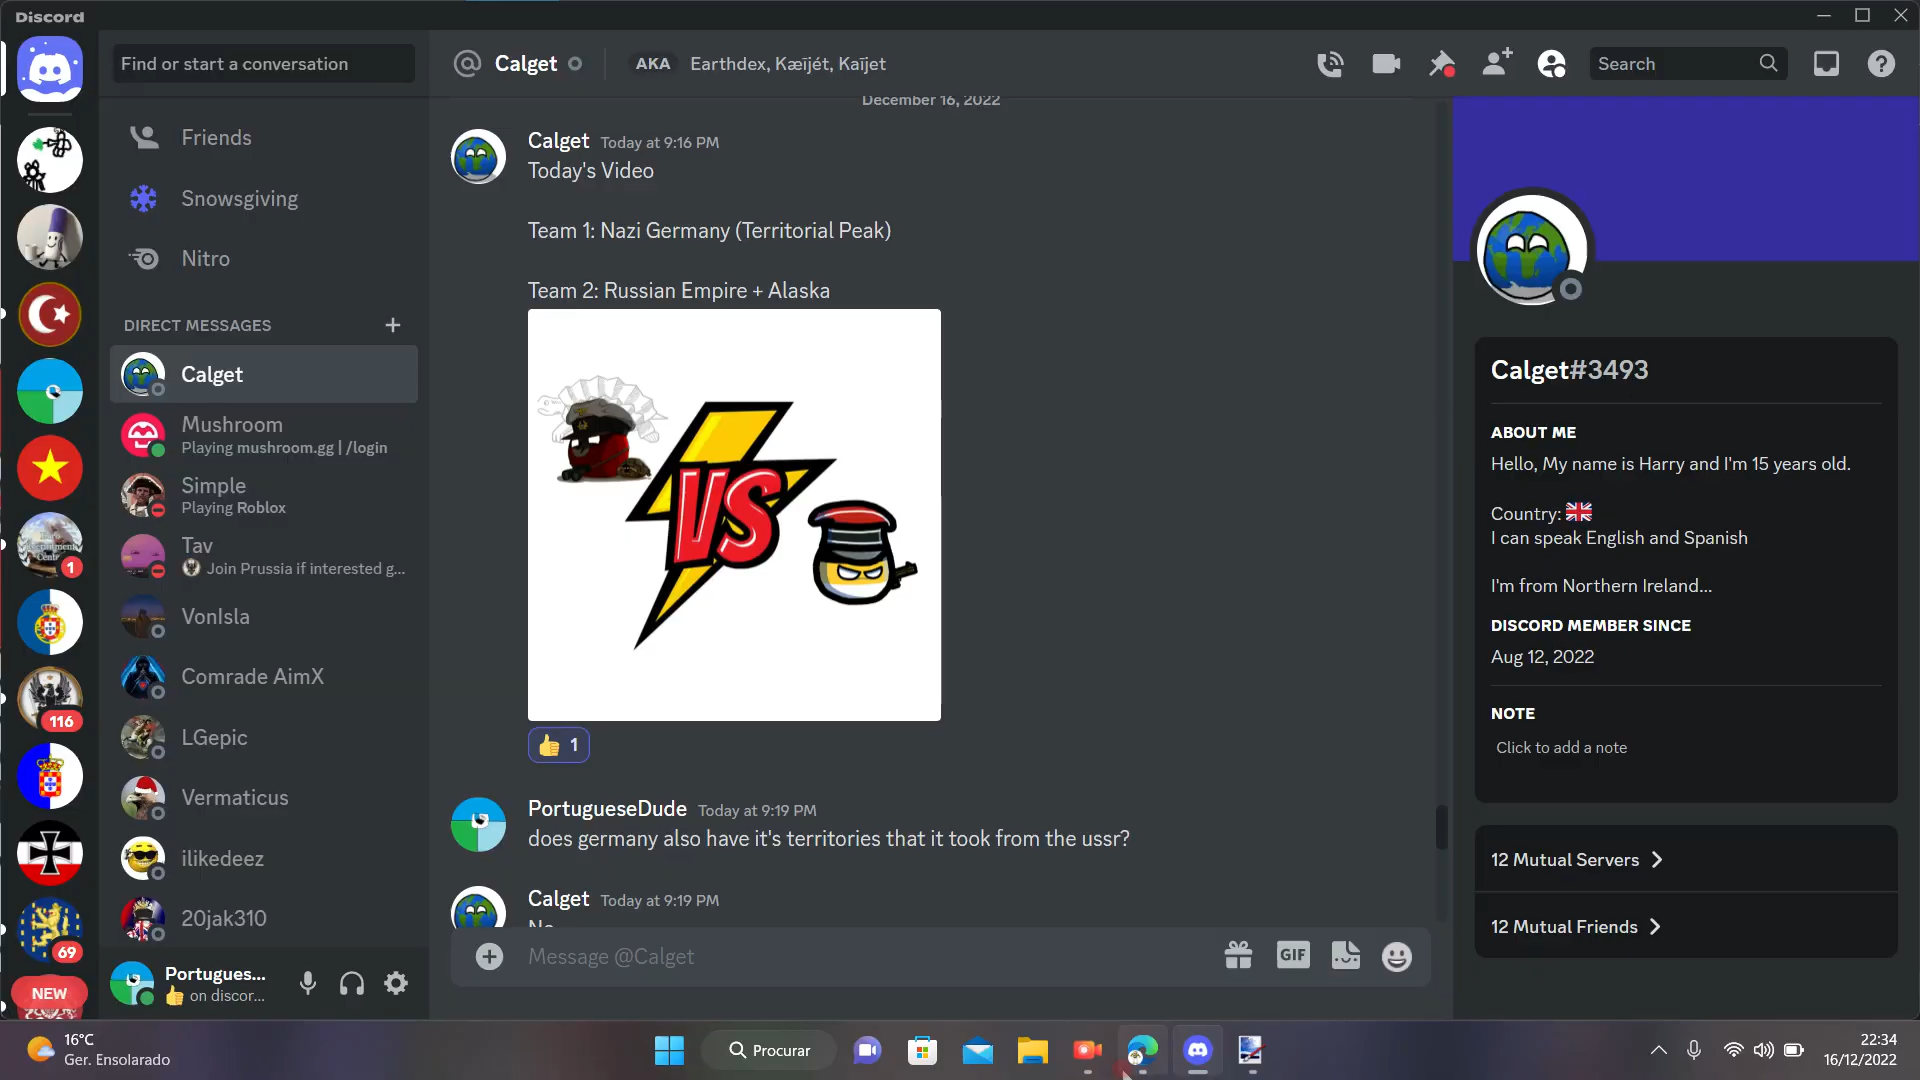 Discord
Find or start a conversation
Calget
AKA
Earthdex, Kæïjét, Kaïjet
Search
Friends
Snowsgiving
Nitro
DIRECT MESSAGES
Calget
Mushroom
Playing mushroom.gg | /login
Simple
Playing Roblox
Tav
Join Prussia if interested g...
VonIsla
Comrade AimX
LGepic
Vermaticus
ilikedeez
20jak310
1
116
69
NEW
Portugues...
on discor...
December 16, 2022
Calget Today at 9:16 PM
Today's Video
Team 1: Nazi Germany (Territorial Peak)
Team 2: Russian Empire + Alaska
VS
1
PortugueseDude Today at 9:19 PM
does germany also have it's territories that it took from the ussr?
Calget Today at 9:19 PM
Message @Calget
GIF
Calget#3493
ABOUT ME
Hello, My name is Harry and I'm 15 years old.
Country:
I can speak English and Spanish
I'm from Northern Ireland...
DISCORD MEMBER SINCE
Aug 12, 2022
NOTE
Click to add a note
12 Mutual Servers
12 Mutual Friends
16°C
Ger. Ensolarado
Procurar
22:34
16/12/2022